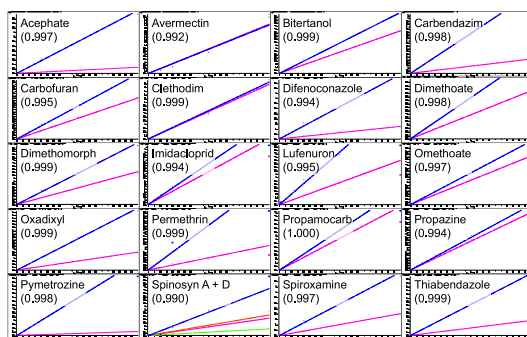 Acephate
(0.997)
Avermectin
(0.992)
Bitertanol
(0.999)
Carbendazim
(0.998)
Carbofuran
(0.995)
Clethodim
(0.999)
Difenoconazole
(0.994)
Dimethoate
(0.998)
Dimethomorph
(0.999)
Imidacloprid
(0.994)
Lufenuron
(0.995)
Omethoate
(0.997)
Oxadixyl
(0.999)
Permethrin
(0.999)
Propamocarb
(1.000)
Propazine
(0.994)
Pymetrozine
(0.998)
Spinosyn A + D
(0.990)
Spiroxamine
(0.997)
Thiabendazole
(0.999)